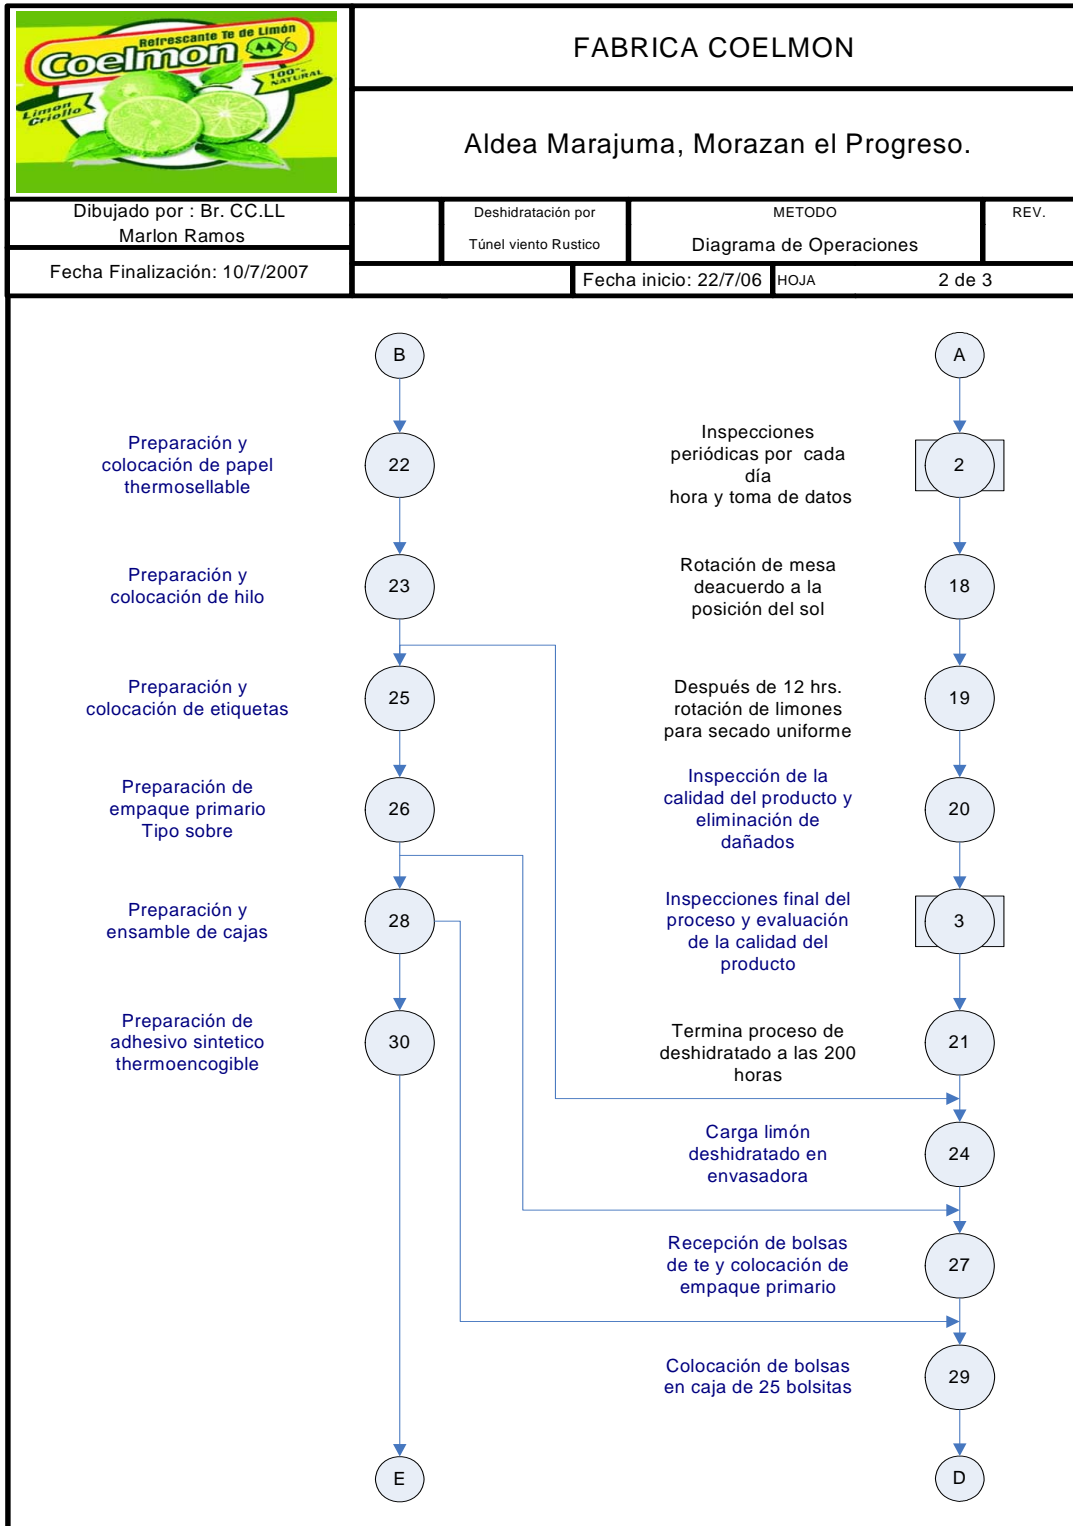 Refrescante Te de Limón
Coelmon
100%
NATURAL
Limon
Criollo
FABRICA COELMON
Aldea Marajuma, Morazan el Progreso.
Dibujado por : Br. CC.LL
Marlon Ramos
Fecha Finalización: 10/7/2007
Deshidratación por
Túnel viento Rustico
METODO
Diagrama de Operaciones
REV.
Fecha inicio: 22/7/06
HOJA
2 de 3
B
Preparación y
colocación de papel
thermosellable
22
Preparación y
colocación de hilo
23
Preparación y
colocación de etiquetas
25
Preparación de
empaque primario
Tipo sobre
26
Preparación y
ensamble de cajas
28
Preparación de
adhesivo sintetico
thermoencogible
30
E
A
Inspecciones
periódicas por cada
día
hora y toma de datos
2
Rotación de mesa
deacuerdo a la
posición del sol
18
Después de 12 hrs.
rotación de limones
para secado uniforme
19
Inspección de la
calidad del producto y
eliminación de
dañados
20
Inspecciones final del
proceso y evaluación
de la calidad del
producto
3
Termina proceso de
deshidratado a las 200
horas
21
Carga limón
deshidratado en
envasadora
24
Recepción de bolsas
de te y colocación de
empaque primario
27
Colocación de bolsas
en caja de 25 bolsitas
29
D